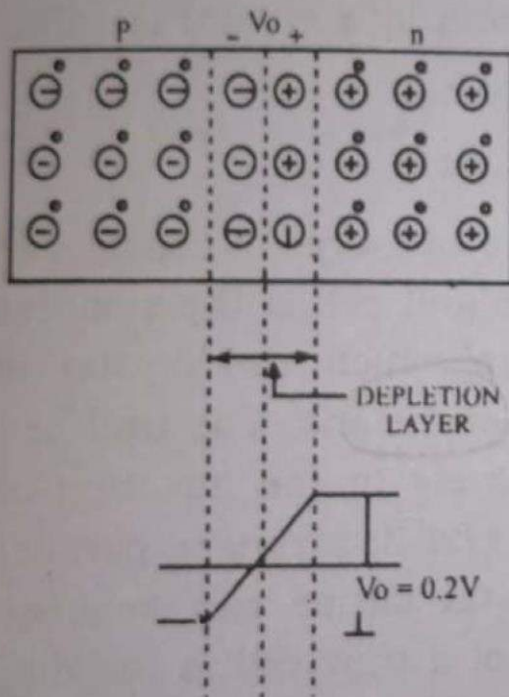 P - Vo + n
DEPLETION
LAYER
Vo = 0.2V